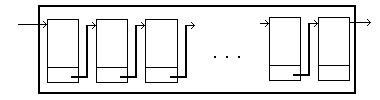 . . .